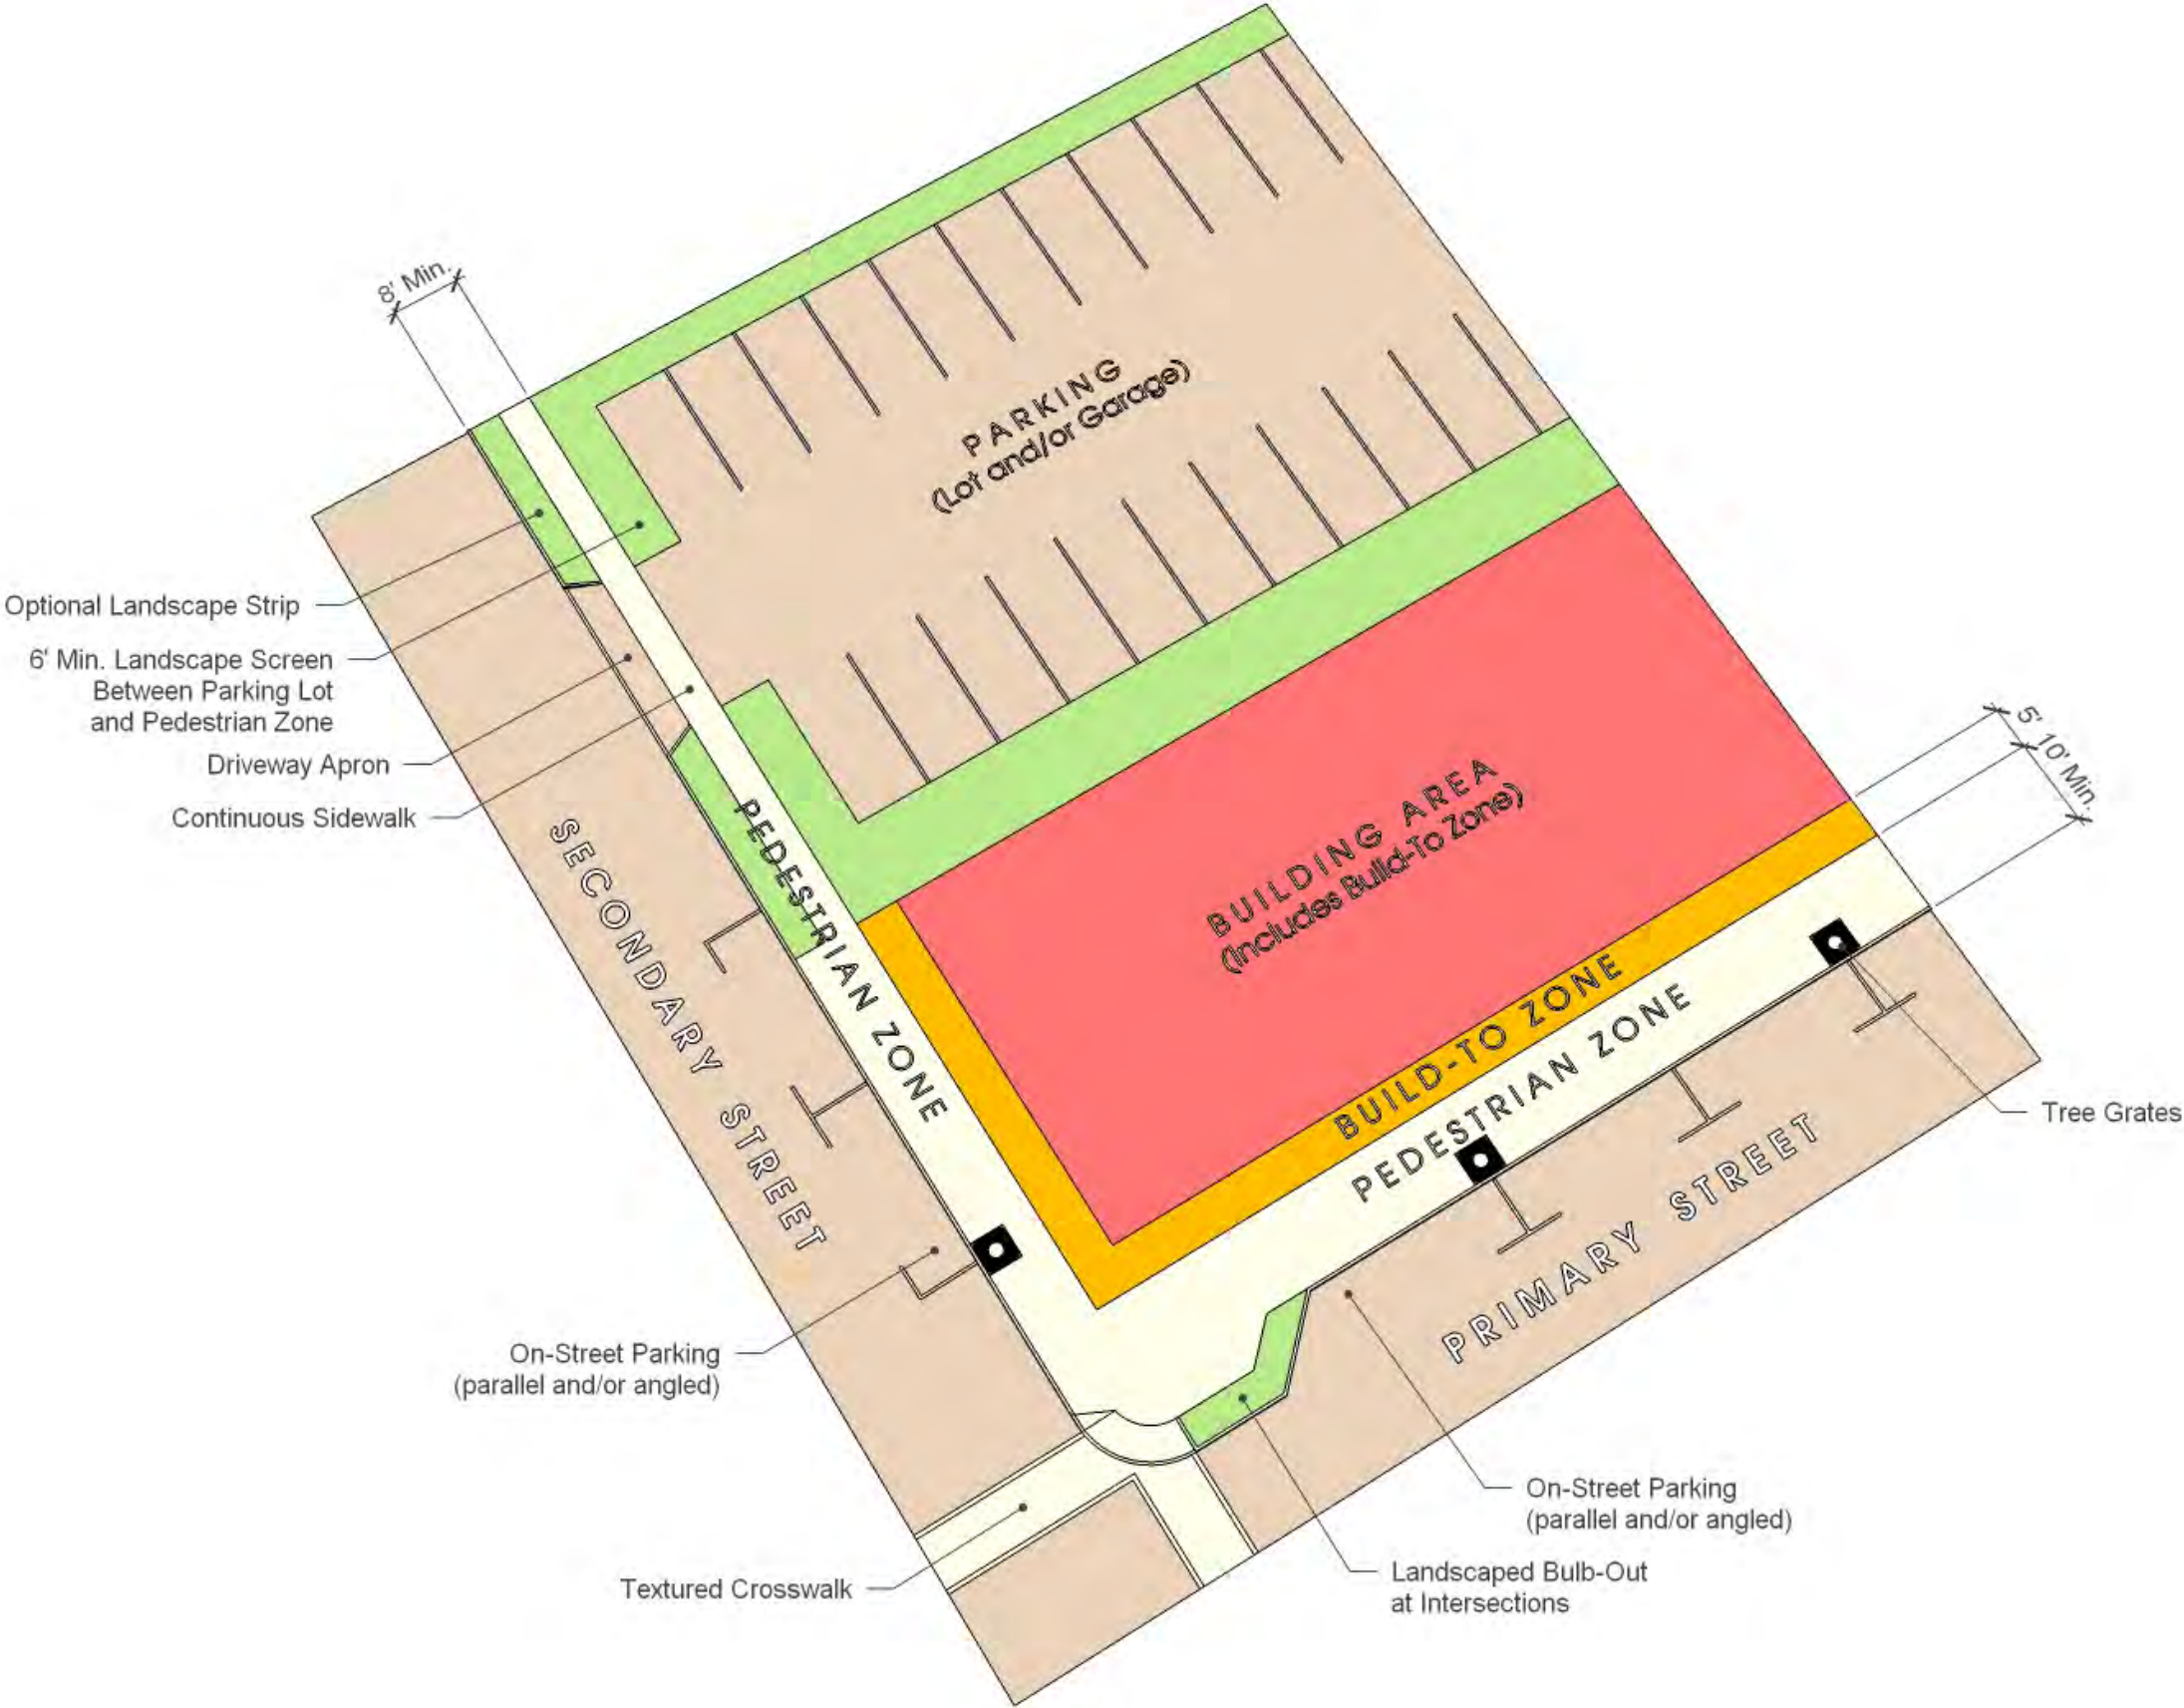 8' Min.
PARKING
(Lot and/or Garage)
Optional Landscape Strip
6' Min. Landscape Screen
Between Parking Lot
and Pedestrian Zone
Driveway Apron
Continuous Sidewalk
5'
10' Min.
BUILDING AREA
(Includes Build-To Zone)
PEDESTRIAN ZONE
SECONDARY STREET
BUILD-TO ZONE
PEDESTRIAN ZONE
PRIMARY STREET
Tree Grates
On-Street Parking
(parallel and/or angled)
On-Street Parking
(parallel and/or angled)
Landscaped Bulb-Out
at Intersections
Textured Crosswalk